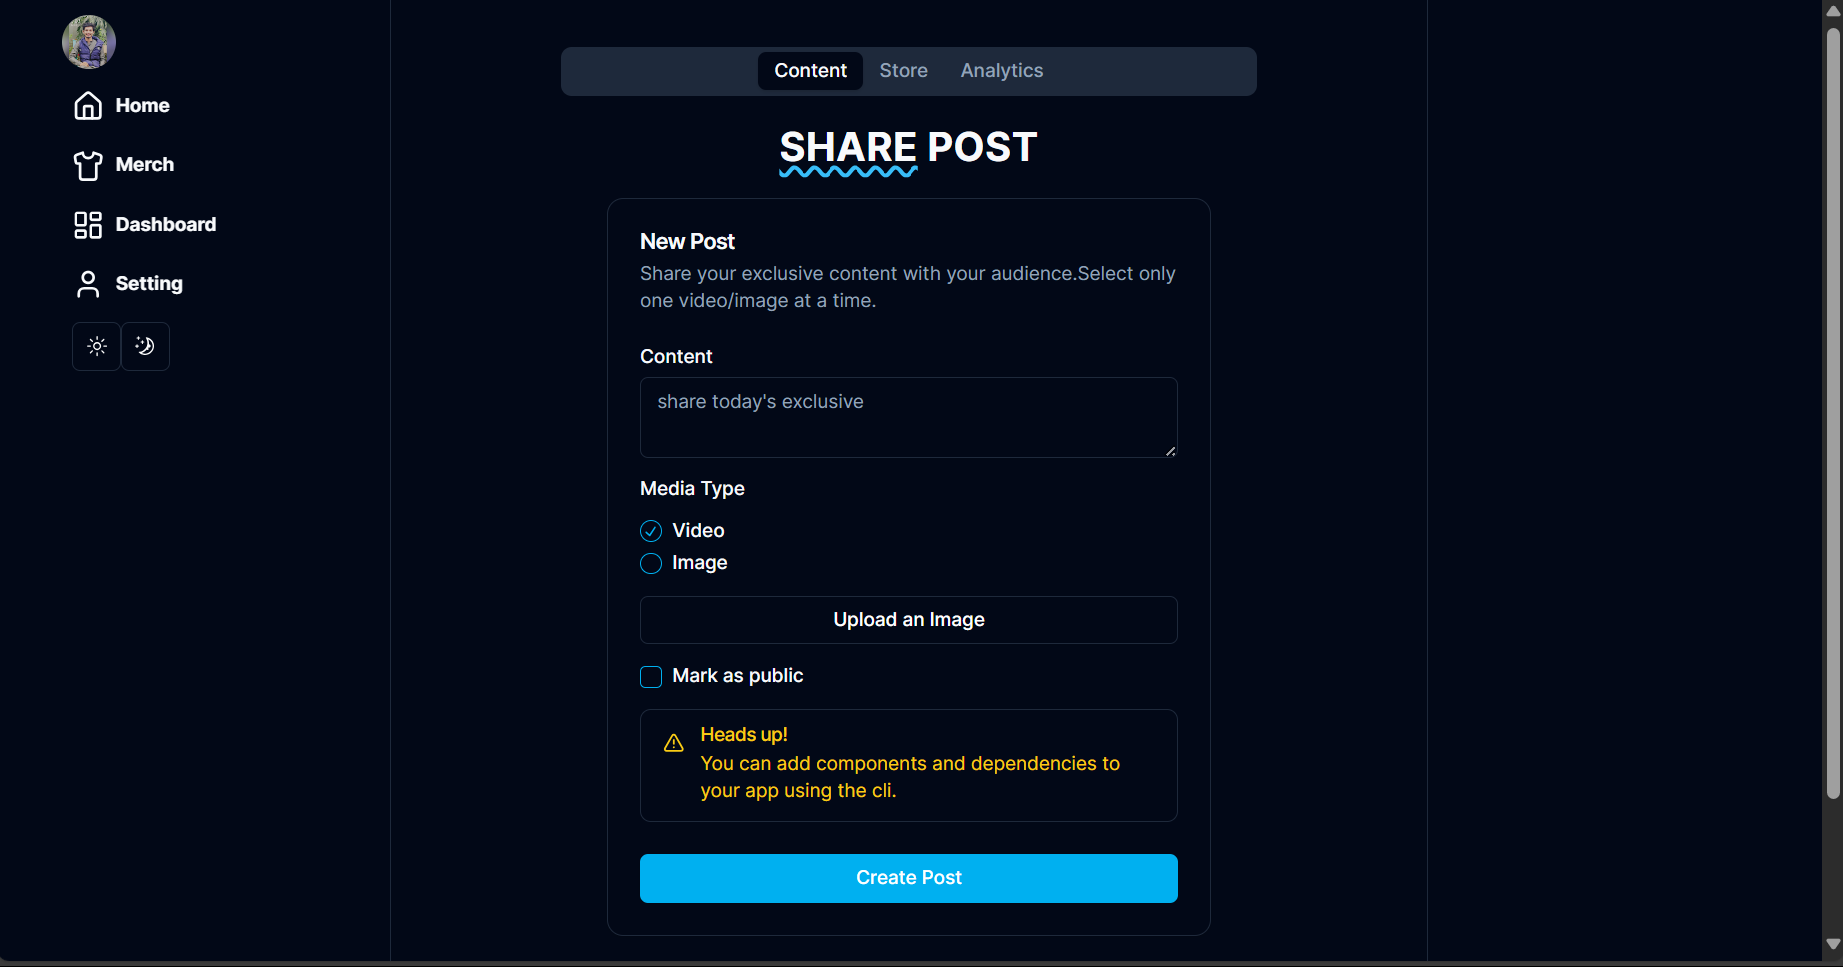 Home
Merch
Dashboard
Setting
Content Store Analytics
SHARE POST
New Post
Share your exclusive content with your audience.Select only
one video/image at a time.
Content
share today's exclusive
Media Type
Video
Image
Upload an Image
Mark as public
Heads up!
You can add components and dependencies to
your app using the cli.
Create Post